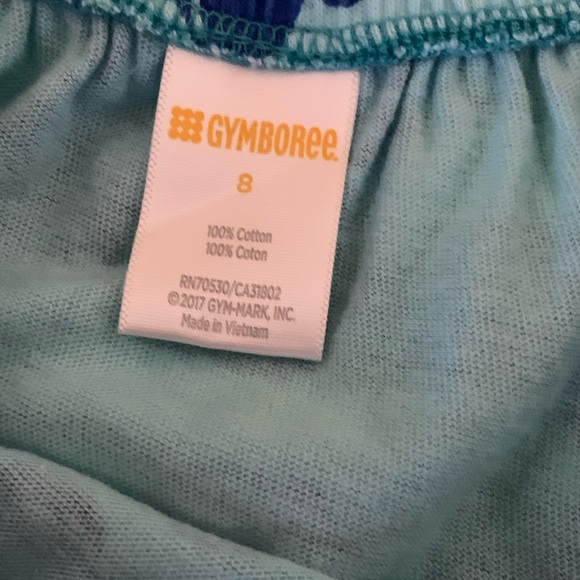 GYMBOREE
8
100% Cotton
100% Coton
RN70530/CA31802
©2017 GYM-MARK, INC.
Made in Vietnam